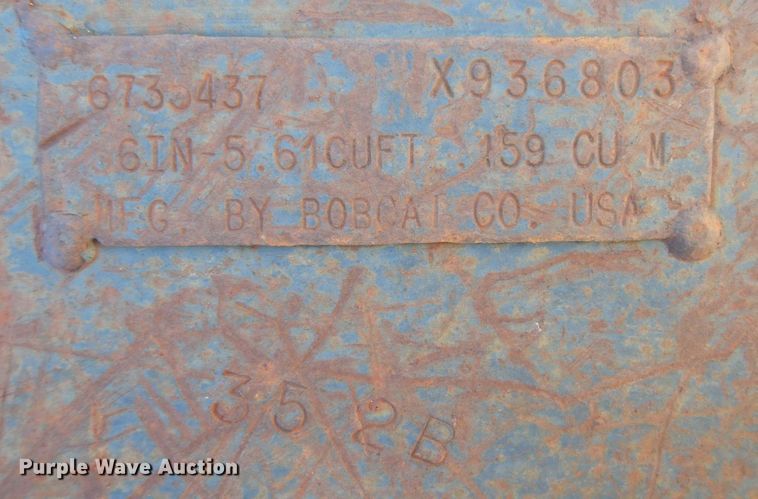 6735437 X936803
6IN-5.61CUFT .159 CU M
MFG. BY BOBCAT CO. USA
35 2B
Purple Wave Auction